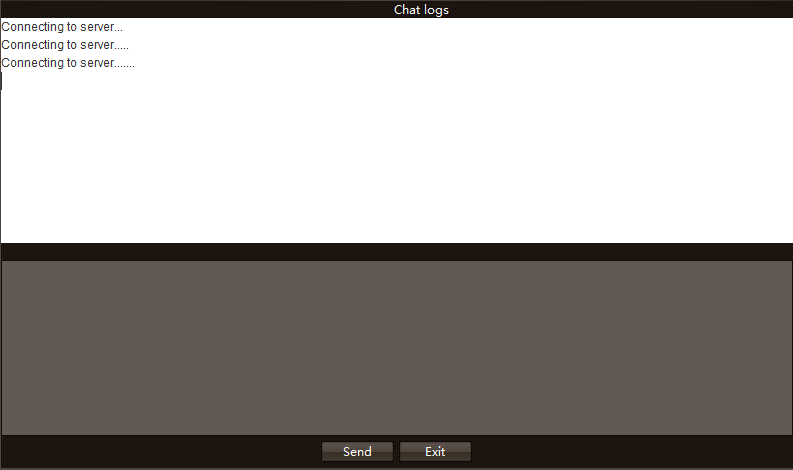 Chat logs
Connecting to server...
Connecting to server.....
Connecting to server.......
Send
Exit